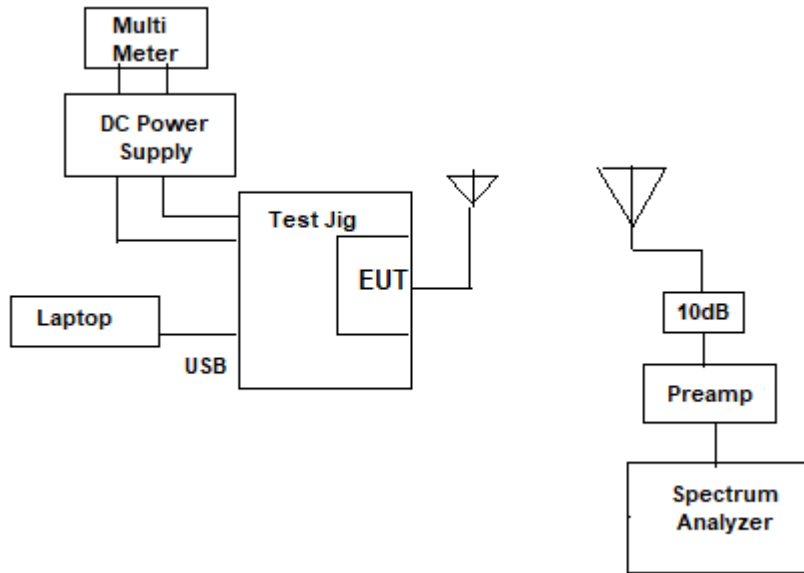 Multi
Meter
DC Power
Supply
Test Jig
EUT
Laptop
USB
10dB
Preamp
Spectrum
Analyzer